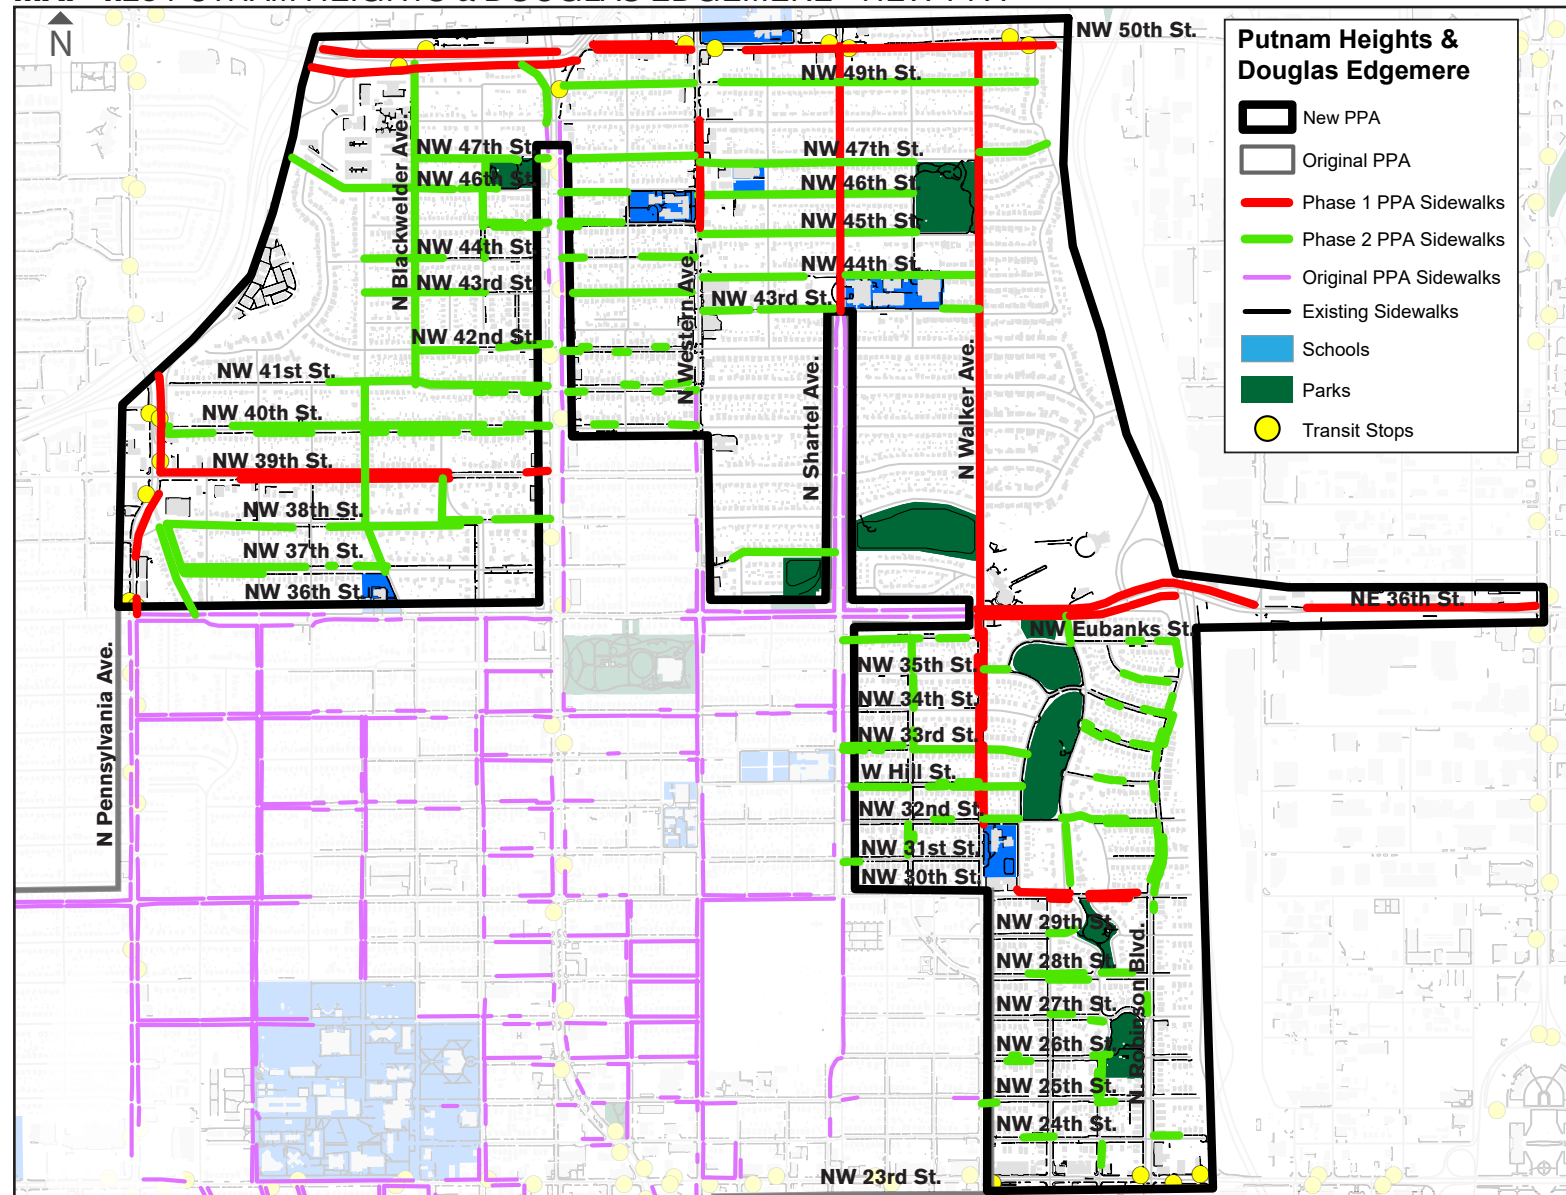 PUTNAM HEIGHTS & DOUGLAS EDGEMERE - NEW PPA
N
NW 50th St.
Putnam Heights &
Douglas Edgemere
New PPA
Original PPA
Phase 1 PPA Sidewalks
Phase 2 PPA Sidewalks
Original PPA Sidewalks
Existing Sidewalks
Schools
Parks
Transit Stops
NW 49th St.
N Blackwelder Ave.
NW 47th St.
NW 47th St.
NW 46th St.
NW 46th St.
NW 45th St.
NW 44th St.
NW 44th St.
NW 43rd St.
NW 43rd St.
N Western Ave.
NW 42nd St.
NW 41st St.
NW 40th St.
N Shartel Ave.
N Walker Ave.
NW 39th St.
NW 38th St.
NW 37th St.
NW 36th St.
NE 36th St.
NW Eubanks St.
N Pennsylvania Ave.
NW 35th St.
NW 34th St.
NW 33rd St.
W Hill St.
NW 32nd St.
NW 31st St.
NW 30th St.
NW 29th St.
NW 28th St.
N. Robinson Blvd.
NW 27th St.
NW 26th St.
NW 25th St.
NW 24th St.
NW 23rd St.